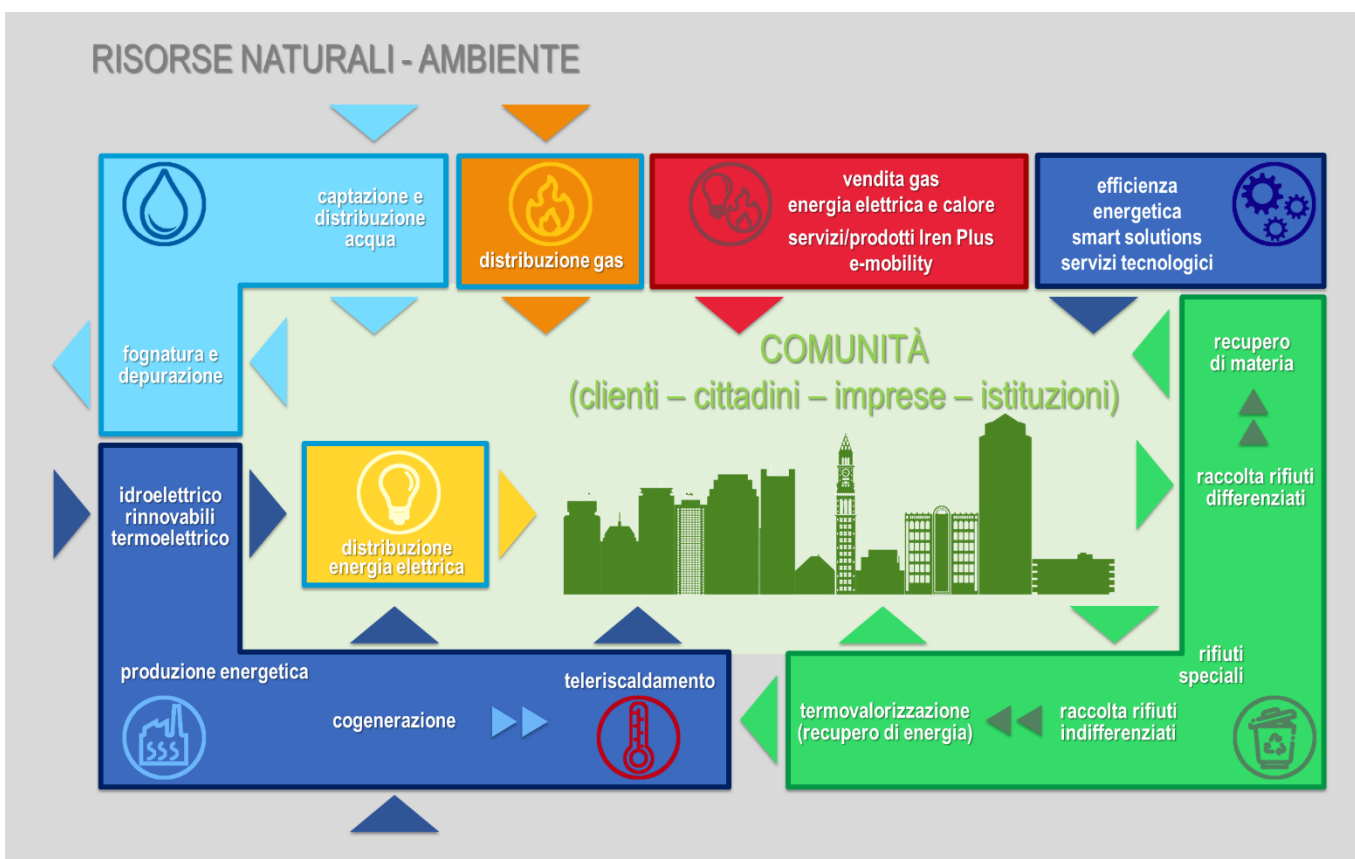 RISORSE NATURALI - AMBIENTE
captazione e
distribuzione
acqua
distribuzione gas
vendita gas
energia elettrica e calore
servizi/prodotti Iren Plus
e-mobility
efficienza
energetica
smart solutions
servizi tecnologici
fognatura e
depurazione
COMUNITÀ
(clienti – cittadini – imprese – istituzioni)
recupero
di materia
raccolta rifiuti
differenziati
idroelettrico
rinnovabili
termoelettrico
distribuzione
energia elettrica
produzione energetica
cogenerazione
teleriscaldamento
rifiuti
speciali
termovalorizzazione
(recupero di energia)
raccolta rifiuti
indifferenziati